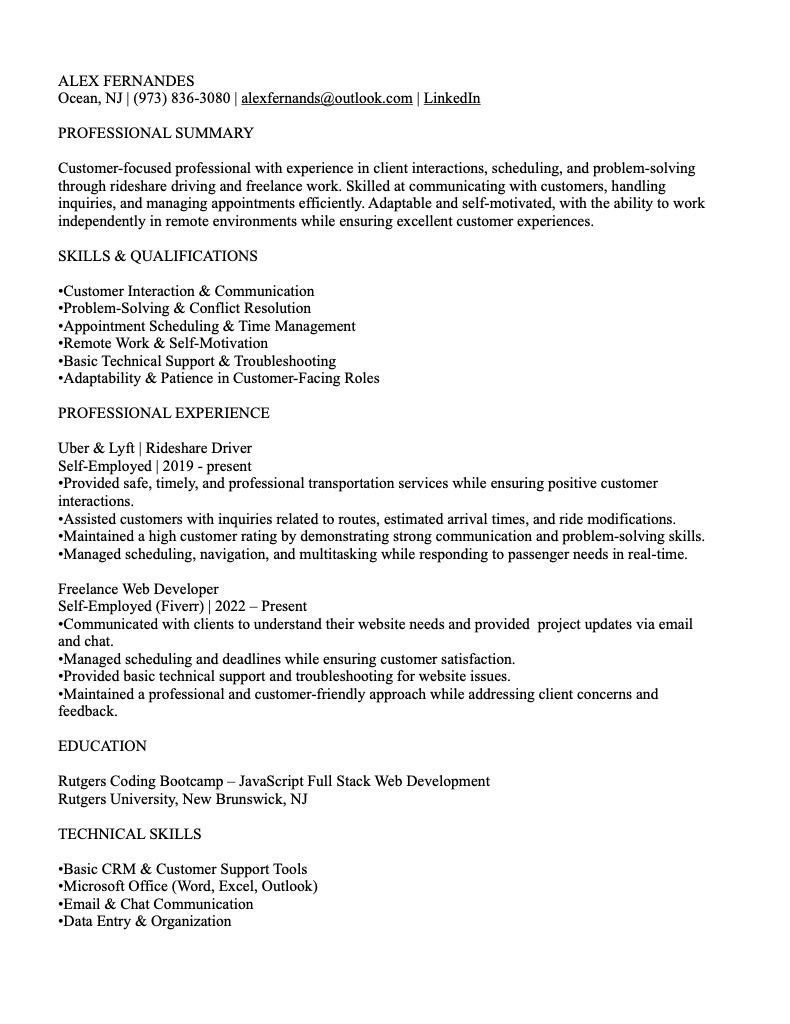 ALEX FERNANDES
Ocean, NJ | (973) 836-3080 | alexfernands@outlook.com | LinkedIn
PROFESSIONAL SUMMARY
Customer-focused professional with experience in client interactions, scheduling, and problem-solving
through rideshare driving and freelance work. Skilled at communicating with customers, handling
inquiries, and managing appointments efficiently. Adaptable and self-motivated, with the ability to work
independently in remote environments while ensuring excellent customer experiences.
SKILLS & QUALIFICATIONS
•Customer Interaction & Communication
•Problem-Solving & Conflict Resolution
•Appointment Scheduling & Time Management
•Remote Work & Self-Motivation
•Basic Technical Support & Troubleshooting
•Adaptability & Patience in Customer-Facing Roles
PROFESSIONAL EXPERIENCE
Uber & Lyft | Rideshare Driver
Self-Employed | 2019 - present
•Provided safe, timely, and professional transportation services while ensuring positive customer
interactions.
•Assisted customers with inquiries related to routes, estimated arrival times, and ride modifications.
•Maintained a high customer rating by demonstrating strong communication and problem-solving skills.
•Managed scheduling, navigation, and multitasking while responding to passenger needs in real-time.
Freelance Web Developer
Self-Employed (Fiverr) | 2022 – Present
•Communicated with clients to understand their website needs and provided  project updates via email
and chat.
•Managed scheduling and deadlines while ensuring customer satisfaction.
•Provided basic technical support and troubleshooting for website issues.
•Maintained a professional and customer-friendly approach while addressing client concerns and
feedback.
EDUCATION
Rutgers Coding Bootcamp – JavaScript Full Stack Web Development
Rutgers University, New Brunswick, NJ
TECHNICAL SKILLS
•Basic CRM & Customer Support Tools
•Microsoft Office (Word, Excel, Outlook)
•Email & Chat Communication
•Data Entry & Organization